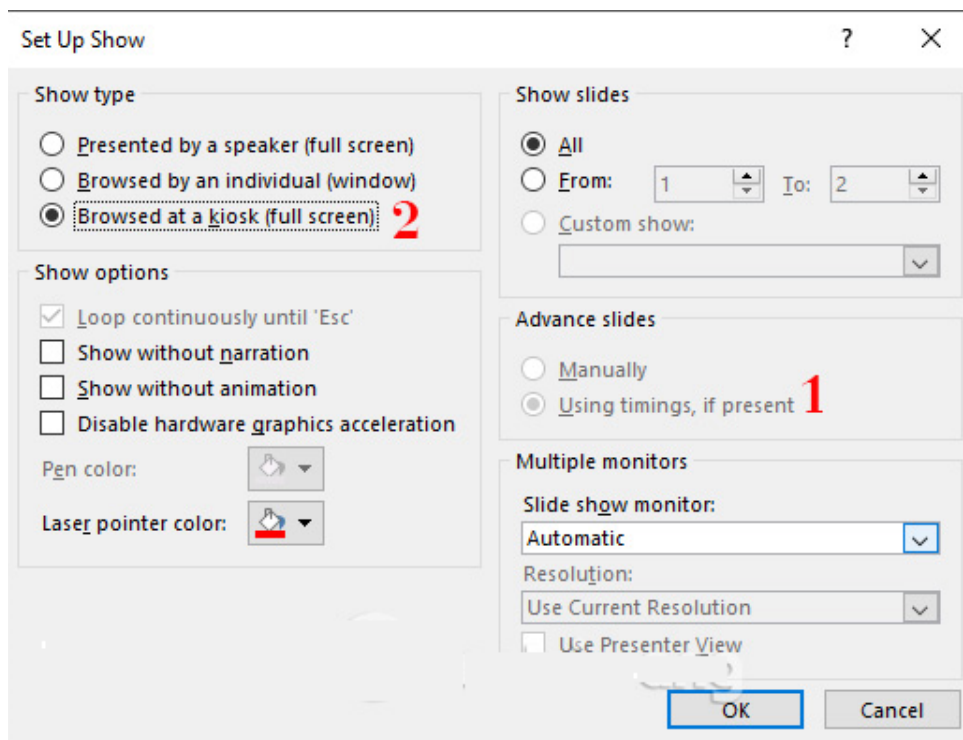 Set Up Show ?
Show type
Presented by a speaker (full screen)
Browsed by an individual (window)
Browsed at a kiosk (full screen) 2
Show options
Loop continuously until 'Esc'
Show without narration
Show without animation
Disable hardware graphics acceleration
Pen color:
Laser pointer color:
Show slides
All
From: 1 To: 2
Custom show:
Advance slides
Manually
Using timings, if present 1
Multiple monitors
Slide show monitor:
Automatic
Resolution:
Use Current Resolution
Use Presenter View
OK Cancel